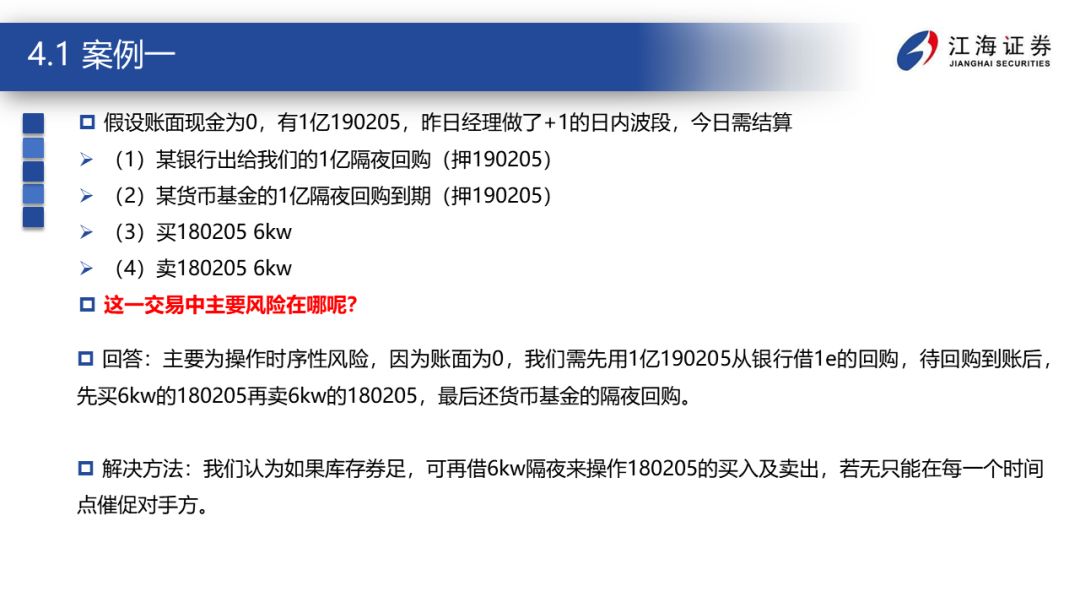 4.1 案例一
江海证券
JIANGHAI SECURITIES
假设账面现金为0，有1亿190205，昨日经理做了+1的日内波段，今日需结算
（1）某银行出给我们的1亿隔夜回购（押190205）
（2）某货币基金的1亿隔夜回购到期（押190205）
（3）买180205 6kw
（4）卖180205 6kw
这一交易中主要风险在哪呢？
回答：主要为操作时序性风险，因为账面为0，我们需先用1亿190205从银行借1e的回购，待回购到账后，
先买6kw的180205再卖6kw的180205，最后还货币基金的隔夜回购。
解决方法：我们认为如果库存券足，可再借6kw隔夜来操作180205的买入及卖出，若无只能在每一个时间
点催促对手方。